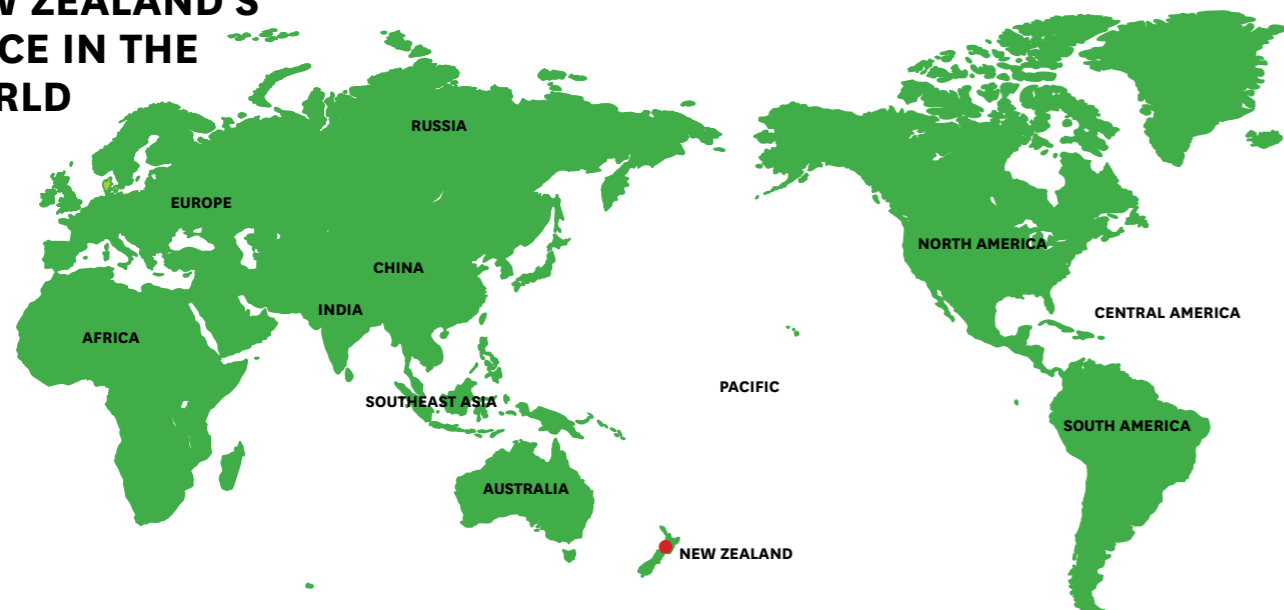 W ZEALAND'S
CE IN THE
RLD
RUSSIA
EUROPE
NORTH AMERICA
CHINA
INDIA
CENTRAL AMERICA
AFRICA
PACIFIC
SOUTHEAST ASIA
SOUTH AMERICA
AUSTRALIA
NEW ZEALAND